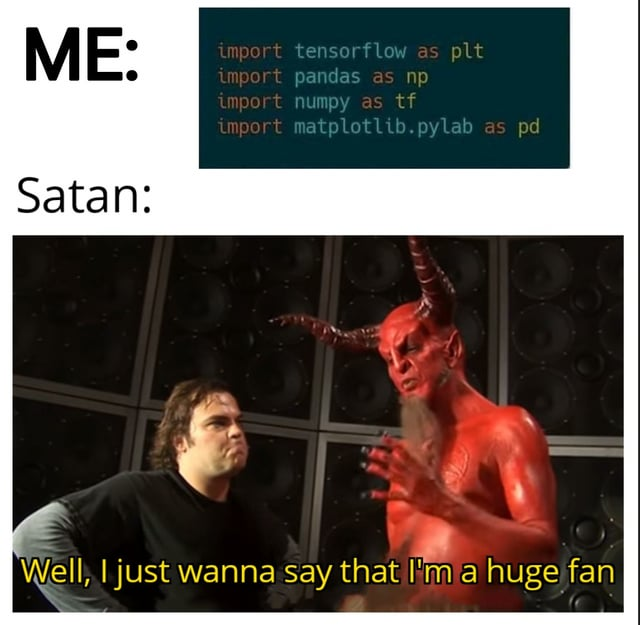 ME:
import tensorflow as plt
import pandas as np
import numpy as tf
import matplotlib.pylab as pd
Satan:
Well, I just wanna say that I'm a huge fan